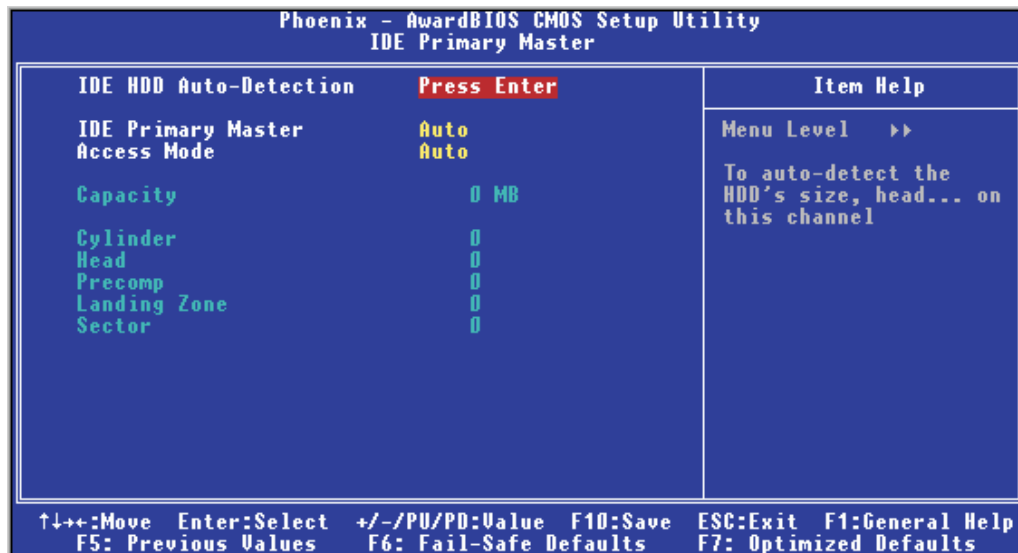 Phoenix - AwardBIOS CMOS Setup Utility
IDE Primary Master
IDE HDD Auto-Detection Press Enter
IDE Primary Master Auto
Access Mode Auto
Capacity 0 MB
Cylinder 0
Head 0
Precomp 0
Landing Zone 0
Sector 0
Item Help
Menu Level ▸▸
To auto-detect the
HDD's size, head... on
this channel
↑↓→←:Move Enter:Select +/-/PU/PD:Value F10:Save ESC:Exit F1:General Help
F5: Previous Values F6: Fail-Safe Defaults F7: Optimized Defaults